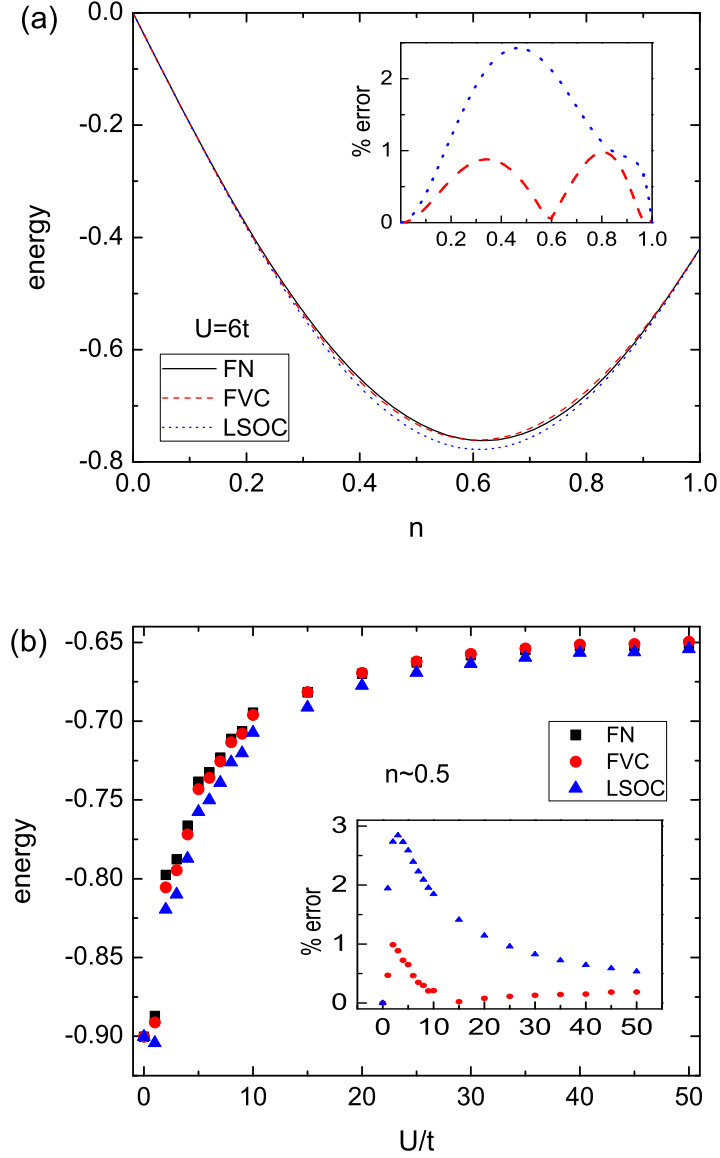 (a)
0.0
-0.2
-0.4
-0.6
-0.8
energy
0.0 0.2 0.4 0.6 0.8 1.0
n
U=6t
FN
FVC
LSOC
2
1
0
% error
0.2 0.4 0.6 0.8 1.0
(b)
-0.65
-0.70
-0.75
-0.80
-0.85
-0.90
energy
0 10 20 30 40 50
U/t
n~0.5
FN
FVC
LSOC
3
2
1
0
% error
0 10 20 30 40 50